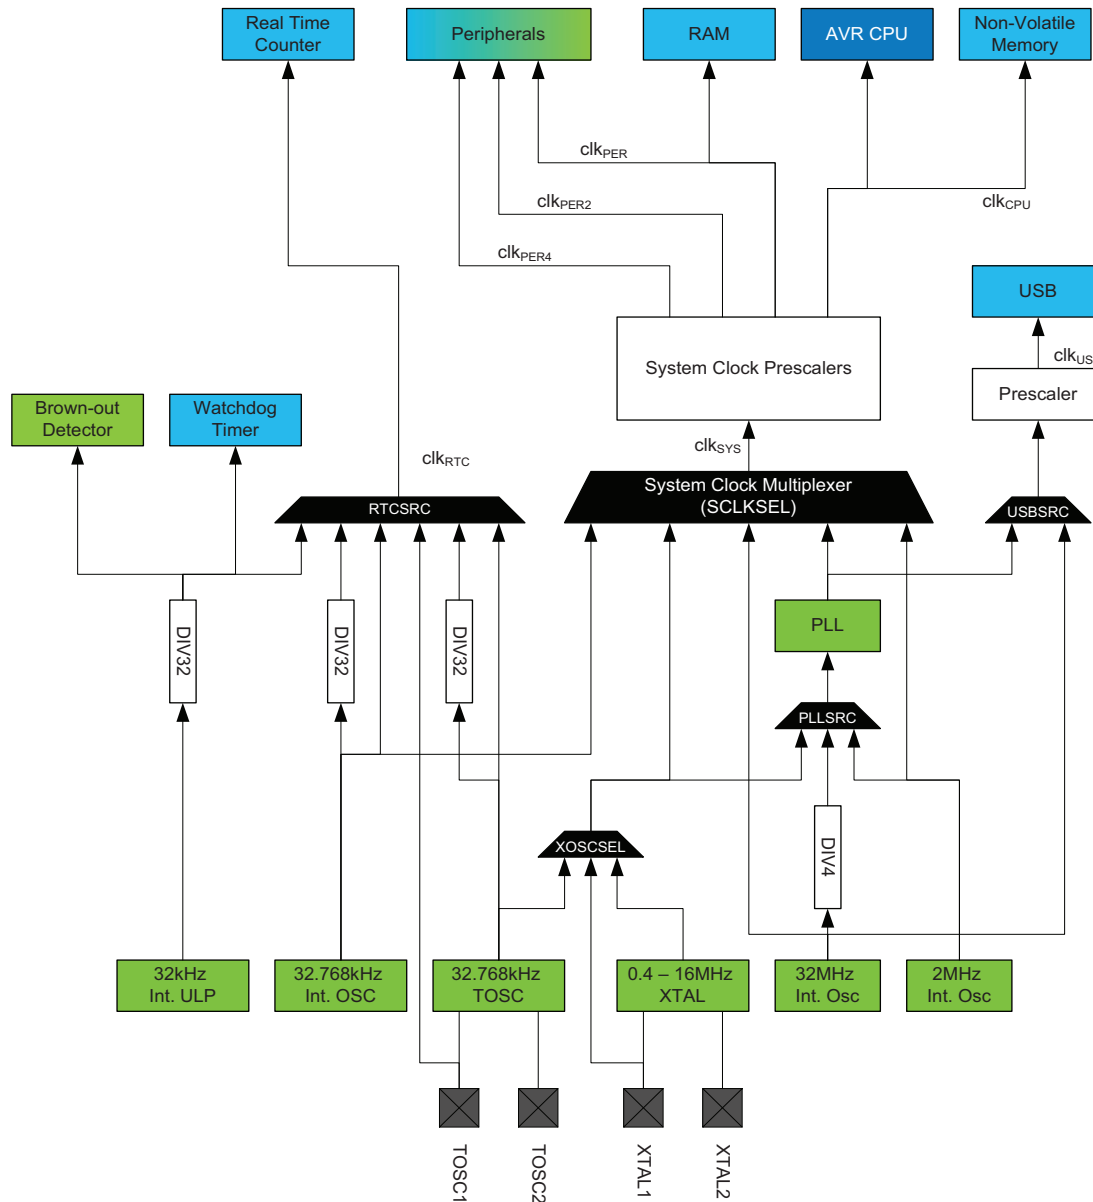 Real Time
Counter
Peripherals
RAM
AVR CPU
Non-Volatile
Memory
clkPER
clkPER2
clkCPU
clkPER4
USB
System Clock Prescalers
clkUS
Prescaler
Brown-out
Detector
Watchdog
Timer
clkRTC
clkSYS
System Clock Multiplexer
(SCLKSEL)
RTCSRC
USBSRC
DIV32
DIV32
DIV32
PLL
PLLSRC
XOSCSEL
DIV4
32kHz
Int. ULP
32.768kHz
Int. OSC
32.768kHz
TOSC
0.4 – 16MHz
XTAL
32MHz
Int. Osc
2MHz
Int. Osc
TOSC1
TOSC2
XTAL1
XTAL2